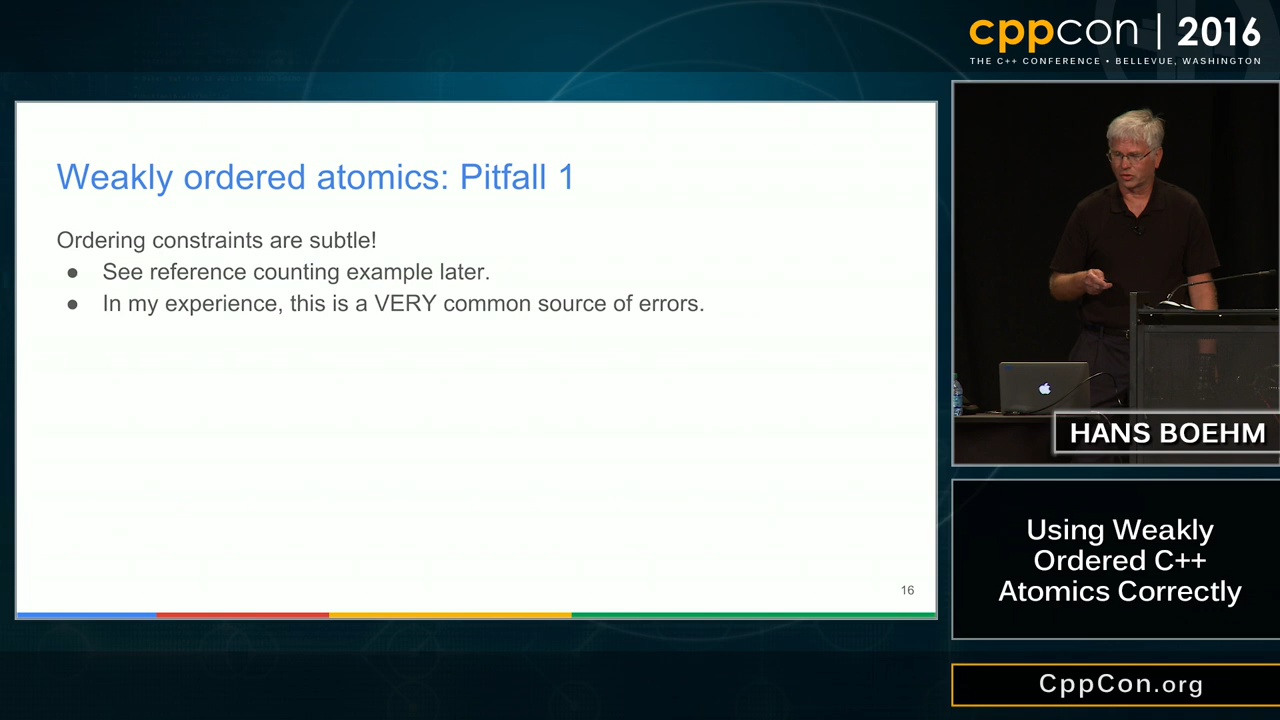 cppcon | 2016
THE C++ CONFERENCE • BELLEVUE, WASHINGTON
Weakly ordered atomics: Pitfall 1
Ordering constraints are subtle!
● See reference counting example later.
● In my experience, this is a VERY common source of errors.
16
HANS BOEHM
Using Weakly
Ordered C++
Atomics Correctly
CppCon.org